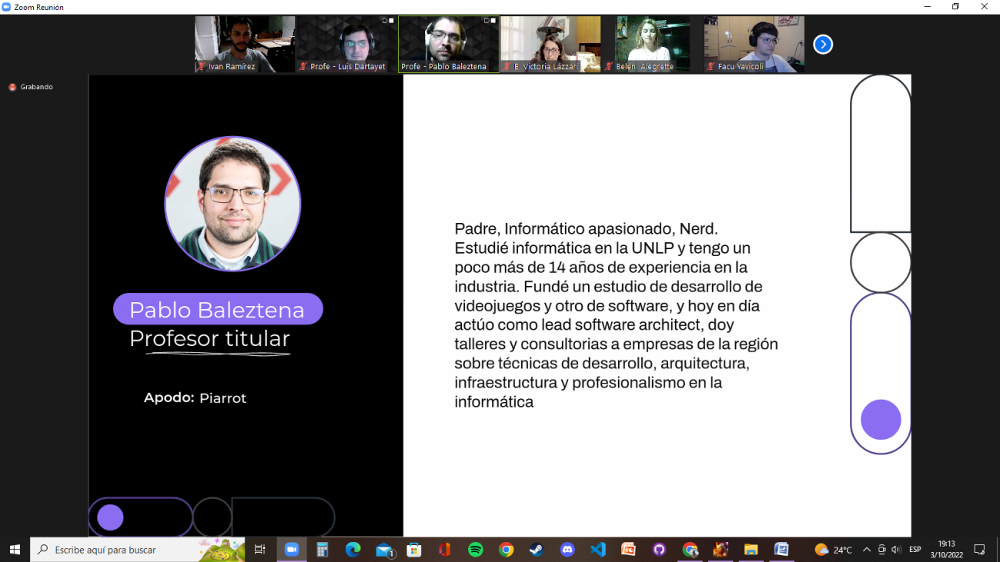 Zoom Reunión
Ivan Ramírez
Profe - Luis Dartayet
Profe - Pablo Baleztena
E. Victoria Lázzari
Belén Alegrette
Facu Yavicoli
Grabando
Pablo Baleztena
Profesor titular
Apodo: Piarrot
Padre, Informático apasionado, Nerd.
Estudié informática en la UNLP y tengo un
poco más de 14 años de experiencia en la
industria. Fundé un estudio de desarrollo de
videojuegos y otro de software, y hoy en día
actúo como lead software architect, doy
talleres y consultorias a empresas de la región
sobre técnicas de desarrollo, arquitectura,
infraestructura y profesionalismo en la
informática
Escribe aquí para buscar
1
24°C
ESP
19:13
3/10/2022